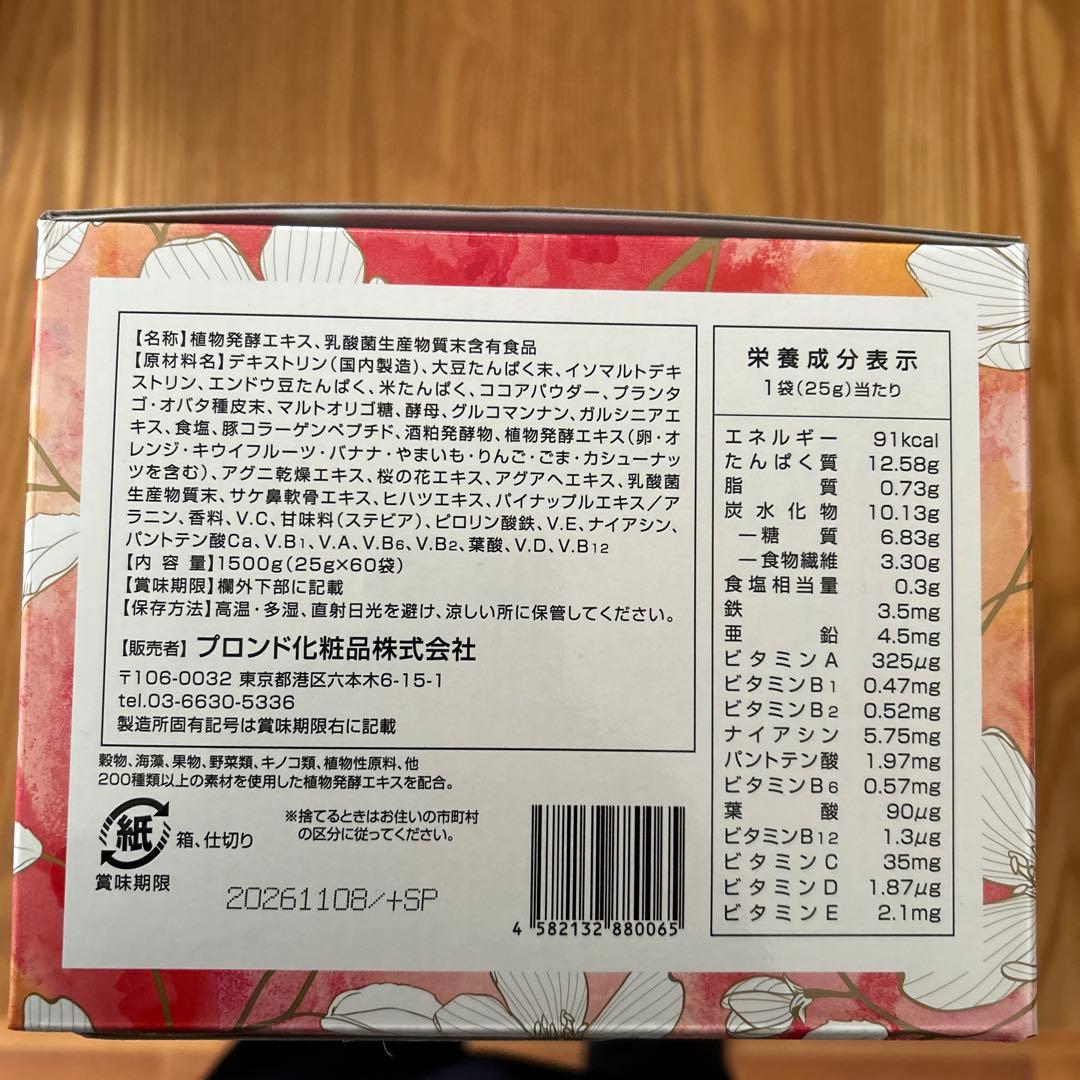 【名称】植物発酵エキス、乳酸菌生産物質末含有食品
【原材料名】デキストリン(国内製造)、大豆たんぱく末、イソマルトデキ
ストリン、エンドウ豆たんぱく、米たんぱく、ココアパウダー、プランタ
ゴ・オバタ種皮末、マルトオリゴ糖、酵母、グルコマンナン、ガルシニアエ
キス、食塩、豚コラーゲンペプチド、酒粕発酵物、植物発酵エキス(卵・オ
レンジ・キウイフルーツ・バナナ・やまいも・りんご・ごま・カシューナッ
ツを含む)、アグニ乾燥エキス、桜の花エキス、アグアヘエキス、乳酸菌
生産物質末、サケ鼻軟骨エキス、ヒハツエキス、パイナップルエキス/ア
ラニン、香料、V.C、甘味料(ステビア)、ピロリン酸鉄、V.E、ナイアシン、
パントテン酸Ca、V.B1、V.A、V.B6、V.B2、葉酸、V.D、V.B12
【内 容 量】1500g(25g×60袋)
【賞味期限】欄外下部に記載
【保存方法】高温・多湿、直射日光を避け、涼しい所に保管してください。
【販売者】ブロンド化粧品株式会社
〒106-0032 東京都港区六本木6-15-1
tel.03-6630-5336
製造所固有記号は賞味期限右に記載
穀物、海藻、果物、野菜類、キノコ類、植物性原料、他
200種類以上の素材を使用した植物発酵エキスを配合。
紙
箱、仕切り
※捨てるときはお住いの市町村
の区分に従ってください。
賞味期限
20261108/+SP
4 582132 880065
栄養成分表示
1袋(25g)当たり
エネルギー 91kcal
たんぱく質 12.58g
脂質 0.73g
炭水化物 10.13g
－糖質 6.83g
－食物繊維 3.30g
食塩相当量 0.3g
鉄 3.5mg
亜鉛 4.5mg
ビタミンA 325μg
ビタミンB1 0.47mg
ビタミンB2 0.52mg
ナイアシン 5.75mg
パントテン酸 1.97mg
ビタミンB6 0.57mg
葉酸 90μg
ビタミンB12 1.3μg
ビタミンC 35mg
ビタミンD 1.87μg
ビタミンE 2.1mg